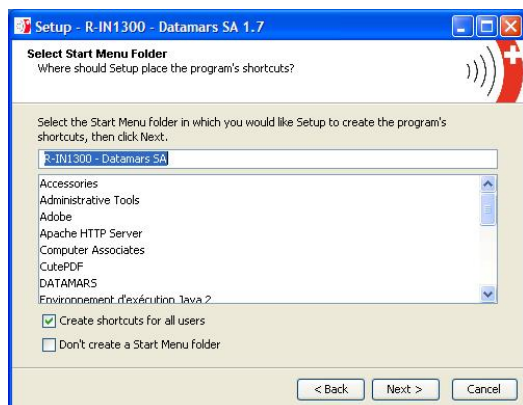 Setup - R-IN1300 - Datamars SA 1.7
Select Start Menu Folder
Where should Setup place the program's shortcuts?
Select the Start Menu folder in which you would like Setup to create the program's
shortcuts, then click Next.
R-IN1300 - Datamars SA
Accessories
Administrative Tools
Adobe
Apache HTTP Server
Computer Associates
CutePDF
DATAMARS
Environnement d'exécution Java 2
Create shortcuts for all users
Don't create a Start Menu folder
< Back Next > Cancel